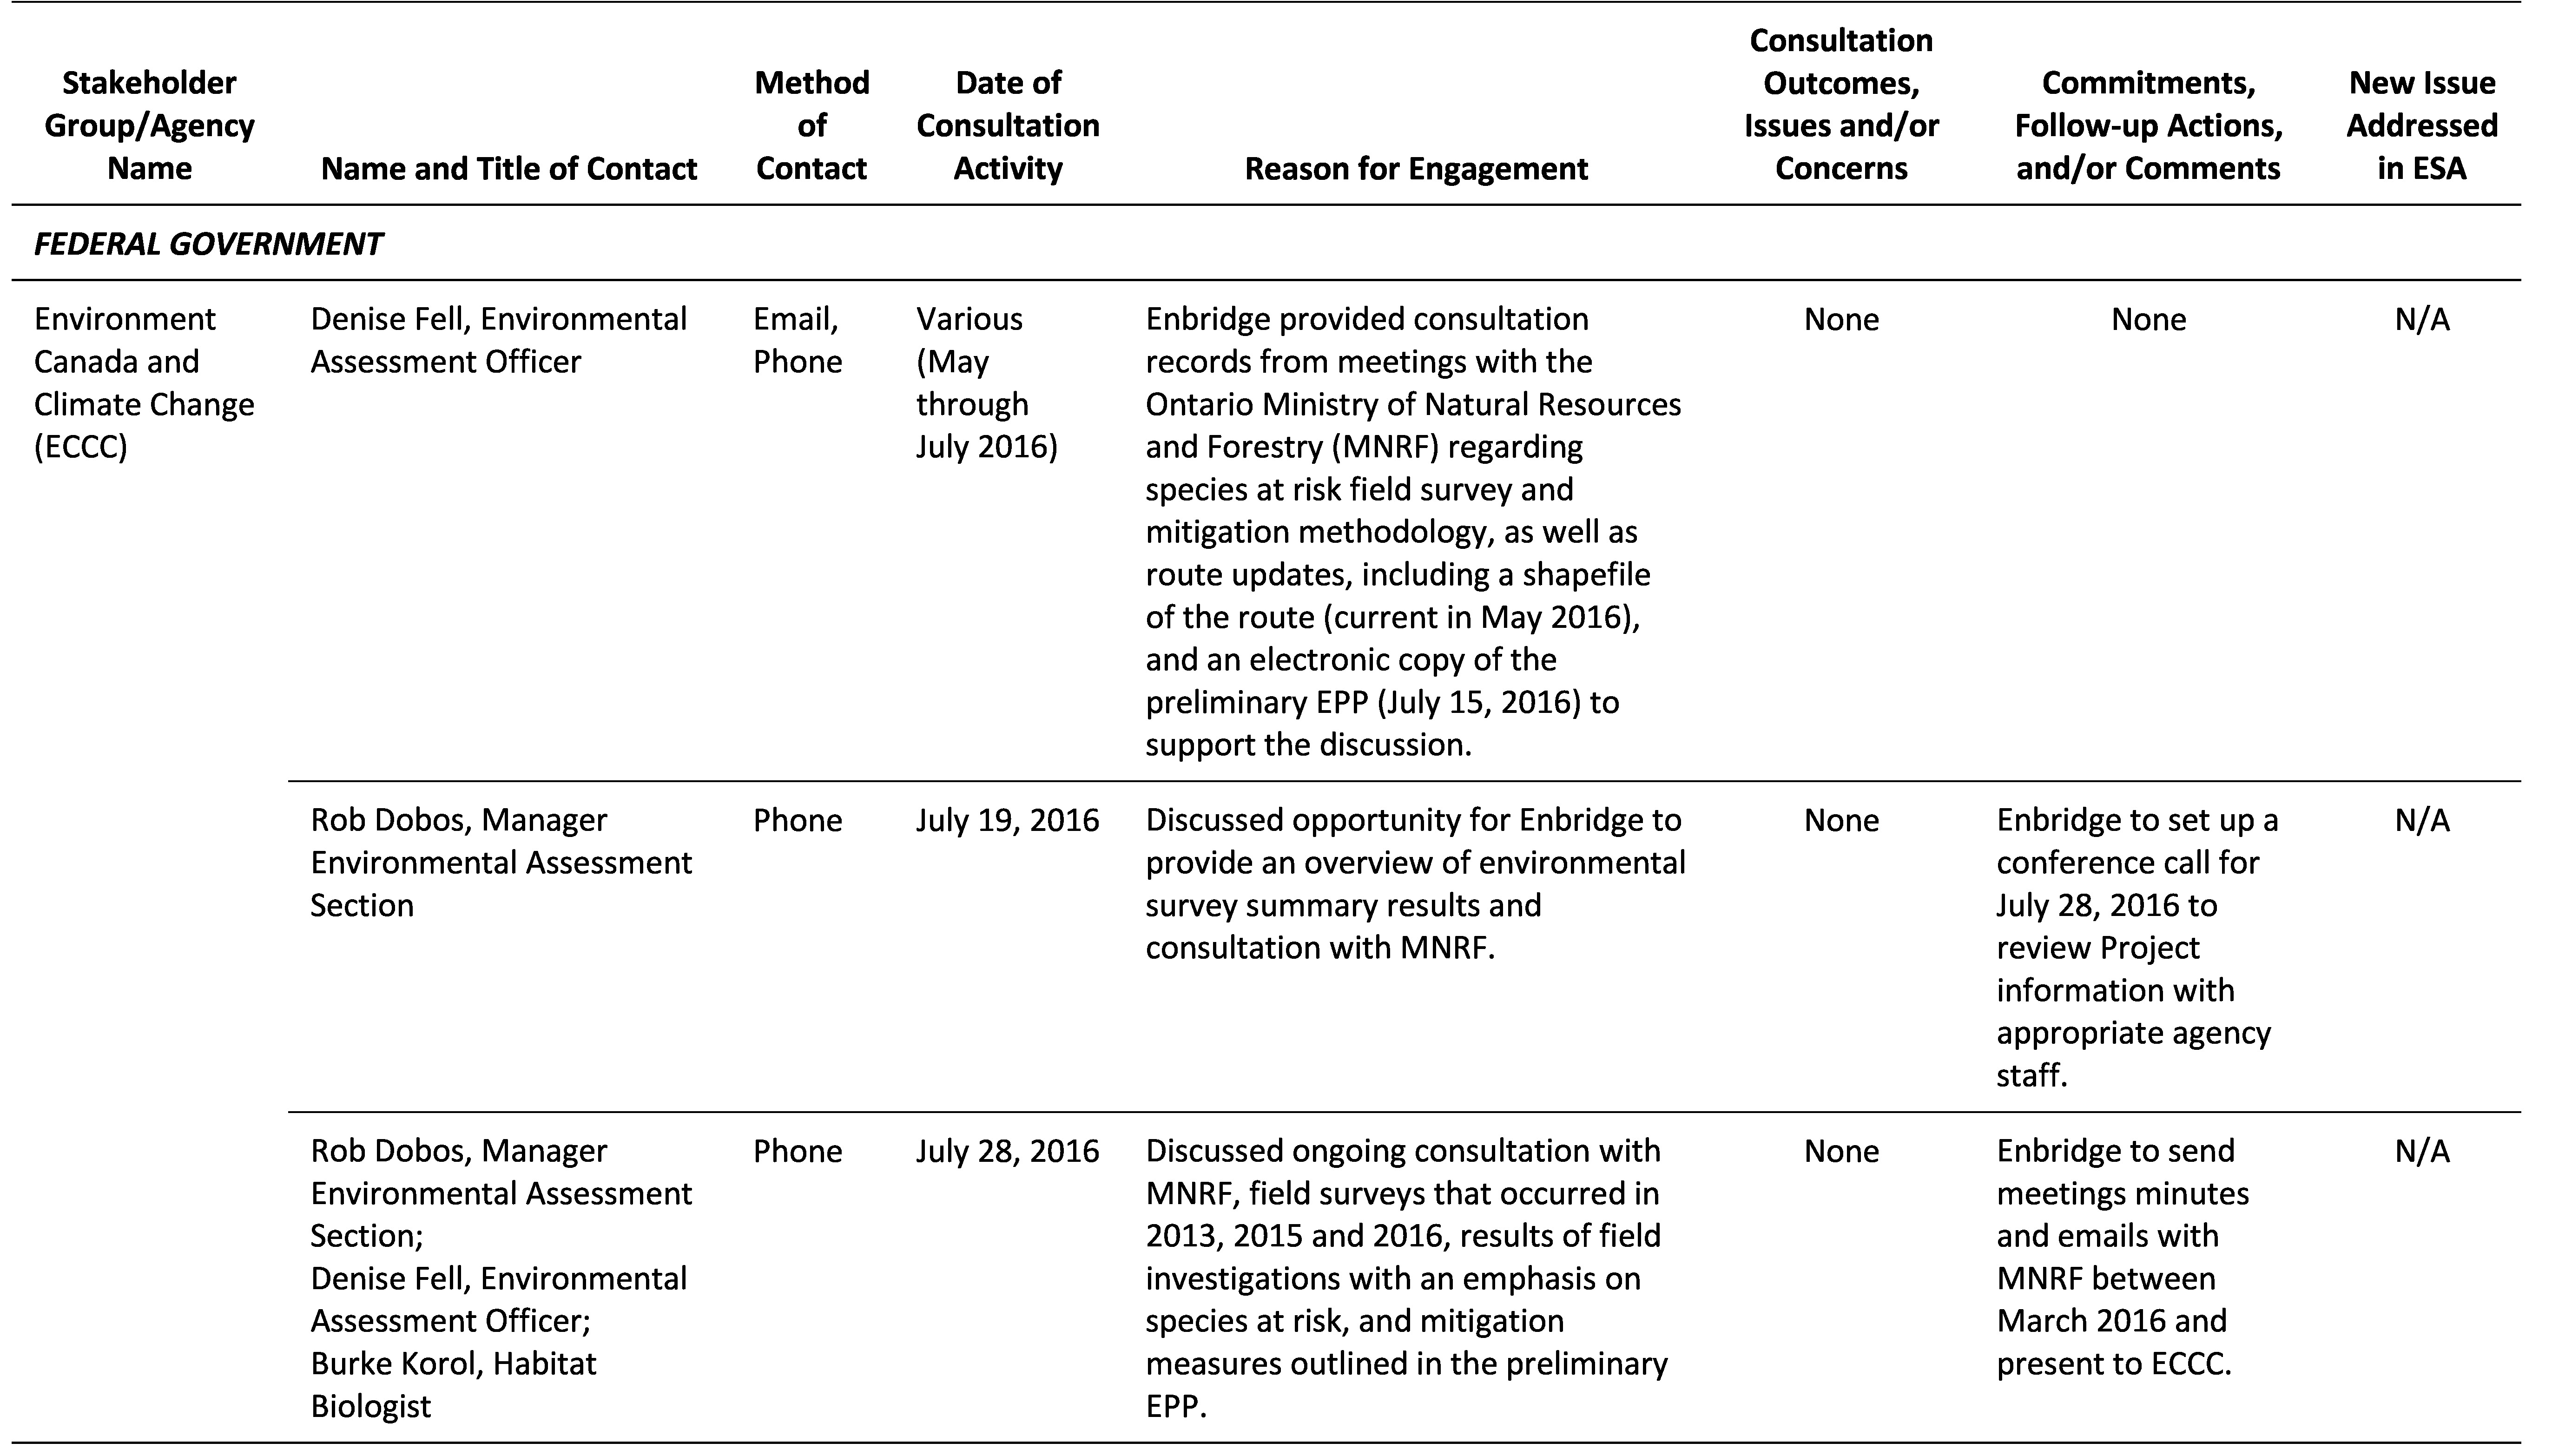 Stakeholder
Group/Agency
Name
Name and Title of Contact
Method
of
Contact
Date of
Consultation
Activity
Reason for Engagement
Consultation
Outcomes,
Issues and/or
Concerns
Commitments,
Follow-up Actions,
and/or Comments
New Issue
Addressed
in ESA
FEDERAL GOVERNMENT
Environment
Canada and
Climate Change
(ECCC)
Denise Fell, Environmental
Assessment Officer
Email,
Phone
Various
(May
through
July 2016)
Enbridge provided consultation
records from meetings with the
Ontario Ministry of Natural Resources
and Forestry (MNRF) regarding
species at risk field survey and
mitigation methodology, as well as
route updates, including a shapefile
of the route (current in May 2016),
and an electronic copy of the
preliminary EPP (July 15, 2016) to
support the discussion.
None
None
N/A
Rob Dobos, Manager
Environmental Assessment
Section
Phone
July 19, 2016
Discussed opportunity for Enbridge to
provide an overview of environmental
survey summary results and
consultation with MNRF.
None
Enbridge to set up a
conference call for
July 28, 2016 to
review Project
information with
appropriate agency
staff.
N/A
Rob Dobos, Manager
Environmental Assessment
Section;
Denise Fell, Environmental
Assessment Officer;
Burke Korol, Habitat
Biologist
Phone
July 28, 2016
Discussed ongoing consultation with
MNRF, field surveys that occurred in
2013, 2015 and 2016, results of field
investigations with an emphasis on
species at risk, and mitigation
measures outlined in the preliminary
EPP.
None
Enbridge to send
meetings minutes
and emails with
MNRF between
March 2016 and
present to ECCC.
N/A